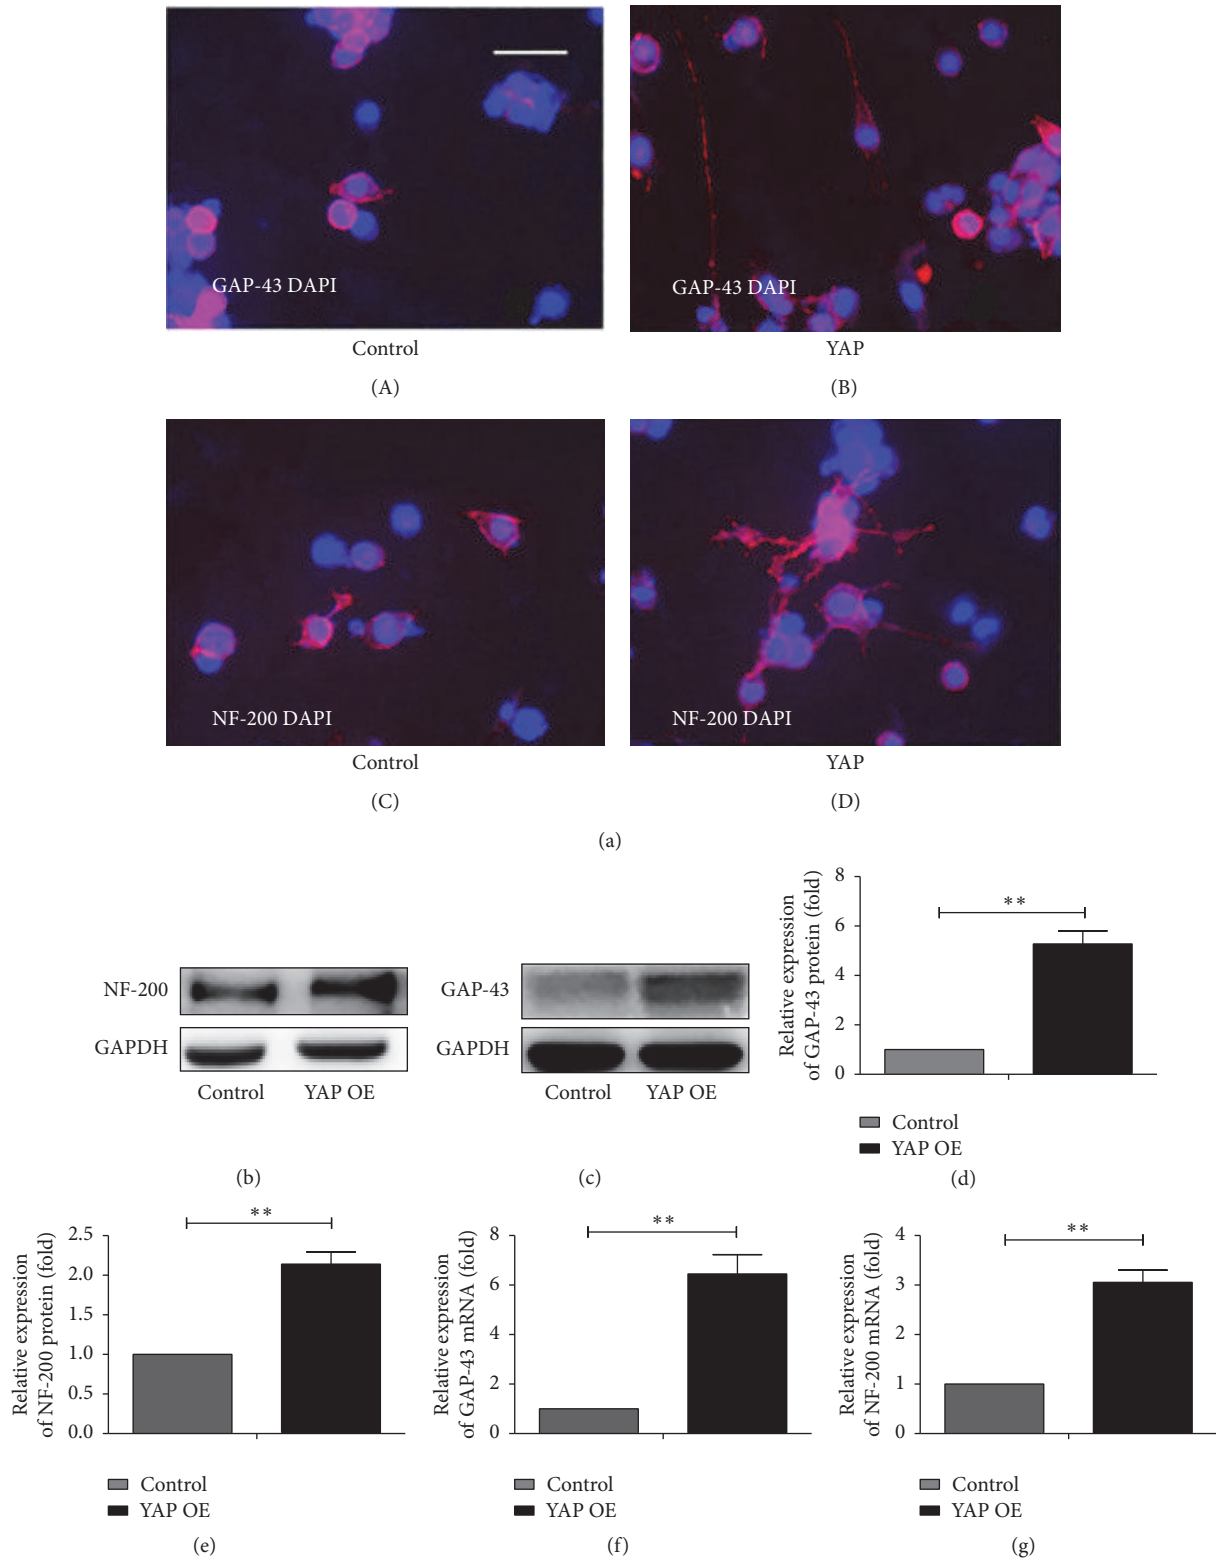 GAP-43 DAPI
GAP-43 DAPI
Control
YAP
(A)
(B)
NF-200 DAPI
NF-200 DAPI
Control
YAP
(C)
(D)
(a)
NF-200
GAPDH
Control YAP OE
(b)
GAP-43
GAPDH
Control YAP OE
(c)
Relative expression
of GAP-43 protein (fold)
8
6
4
2
0
**
Control
YAP OE
(d)
Relative expression
of NF-200 protein (fold)
2.5
2.0
1.5
1.0
0.5
0.0
**
Control
YAP OE
(e)
Relative expression
of GAP-43 mRNA (fold)
8
6
4
2
0
**
Control
YAP OE
(f)
Relative expression
of NF-200 mRNA (fold)
4
3
2
1
0
**
Control
YAP OE
(g)